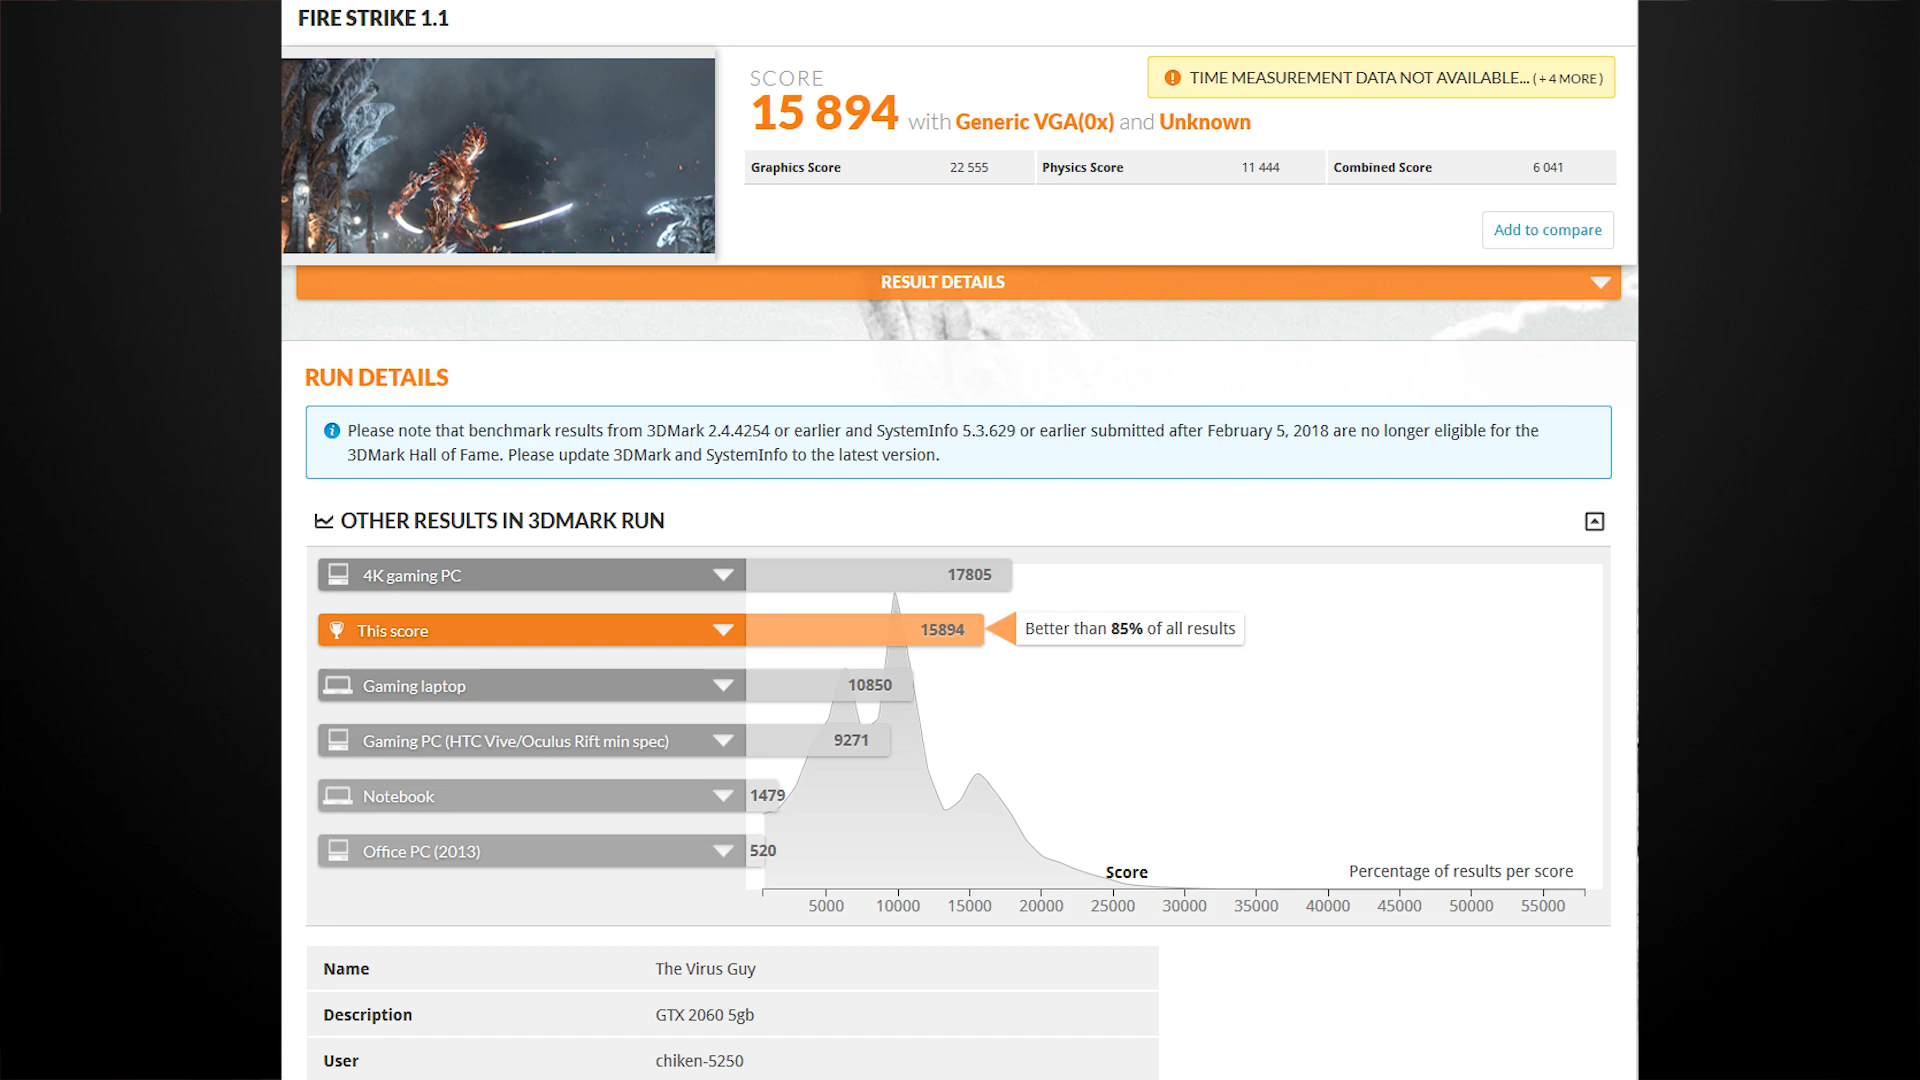 FIRE STRIKE 1.1
SCORE
15 894 with Generic VGA(0x) and Unknown
TIME MEASUREMENT DATA NOT AVAILABLE... ( + 4 MORE )
Graphics Score 22 555 Physics Score 11 444 Combined Score 6 041
Add to compare
RESULT DETAILS
RUN DETAILS
Please note that benchmark results from 3DMark 2.4.4254 or earlier and SystemInfo 5.3.629 or earlier submitted after February 5, 2018 are no longer eligible for the
3DMark Hall of Fame. Please update 3DMark and SystemInfo to the latest version.
OTHER RESULTS IN 3DMARK RUN
4K gaming PC 17805
This score 15894 Better than 85% of all results
Gaming laptop 10850
Gaming PC (HTC Vive/Oculus Rift min spec) 9271
Notebook 1479
Office PC (2013) 520
Score Percentage of results per score
5000 10000 15000 20000 25000 30000 35000 40000 45000 50000 55000
Name The Virus Guy
Description GTX 2060 5gb
User chiken-5250